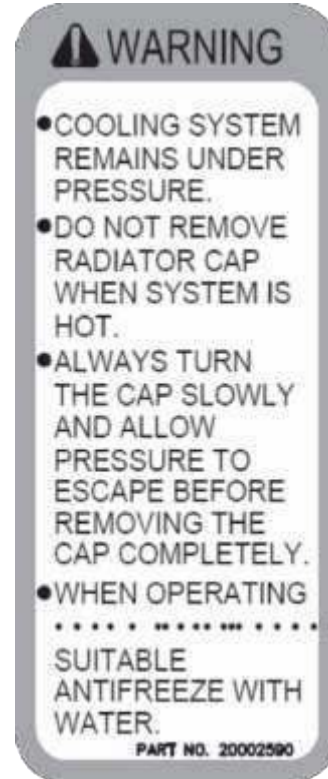 WARNING
●COOLING SYSTEM
REMAINS UNDER
PRESSURE.
●DO NOT REMOVE
RADIATOR CAP
WHEN SYSTEM IS
HOT.
●ALWAYS TURN
THE CAP SLOWLY
AND ALLOW
PRESSURE TO
ESCAPE BEFORE
REMOVING THE
CAP COMPLETELY.
●WHEN OPERATING
SUITABLE
ANTIFREEZE WITH
WATER.
PART NO. 20002590